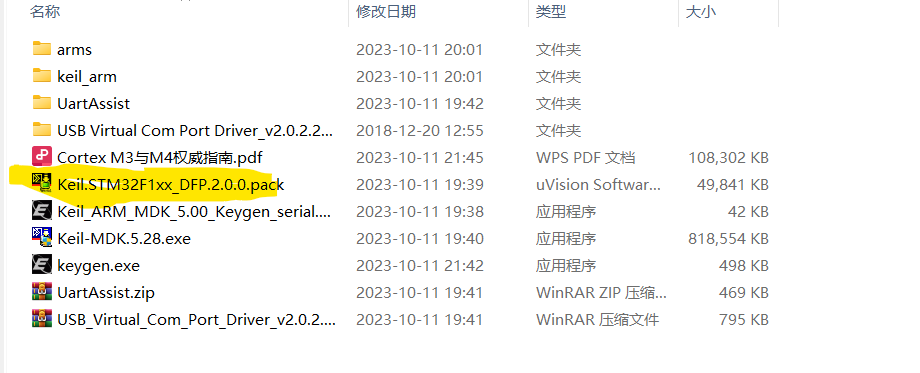 名称 修改日期 类型 大小
arms 2023-10-11 20:01 文件夹
keil_arm 2023-10-11 20:01 文件夹
UartAssist 2023-10-11 19:42 文件夹
USB Virtual Com Port Driver_v2.0.2.2... 2018-12-20 12:55 文件夹
Cortex M3与M4权威指南.pdf 2023-10-11 21:45 WPS PDF 文档 108,302 KB
Keil.STM32F1xx_DFP.2.0.0.pack 2023-10-11 19:39 uVision Softwar... 49,841 KB
Keil_ARM_MDK_5.00_Keygen_serial.... 2023-10-11 19:38 应用程序 42 KB
Keil-MDK.5.28.exe 2023-10-11 19:40 应用程序 818,554 KB
keygen.exe 2023-10-11 21:42 应用程序 498 KB
UartAssist.zip 2023-10-11 19:41 WinRAR ZIP 压缩... 469 KB
USB_Virtual_Com_Port_Driver_v2.0.2.... 2023-10-11 19:41 WinRAR 压缩文件 795 KB